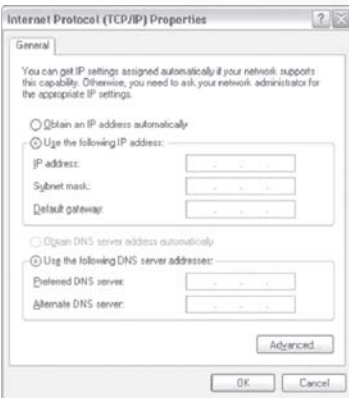 Internet Protocol (TCP/IP) Properties
General
You can get IP settings assigned automatically if your network supports
this capability. Otherwise, you need to ask your network administrator for
the appropriate IP settings.
Obtain an IP address automatically
Use the following IP address:
IP address:
Subnet mask:
Default gateway:
Obtain DNS server address automatically
Use the following DNS server addresses:
Preferred DNS server:
Alternate DNS server:
Advanced...
OK
Cancel